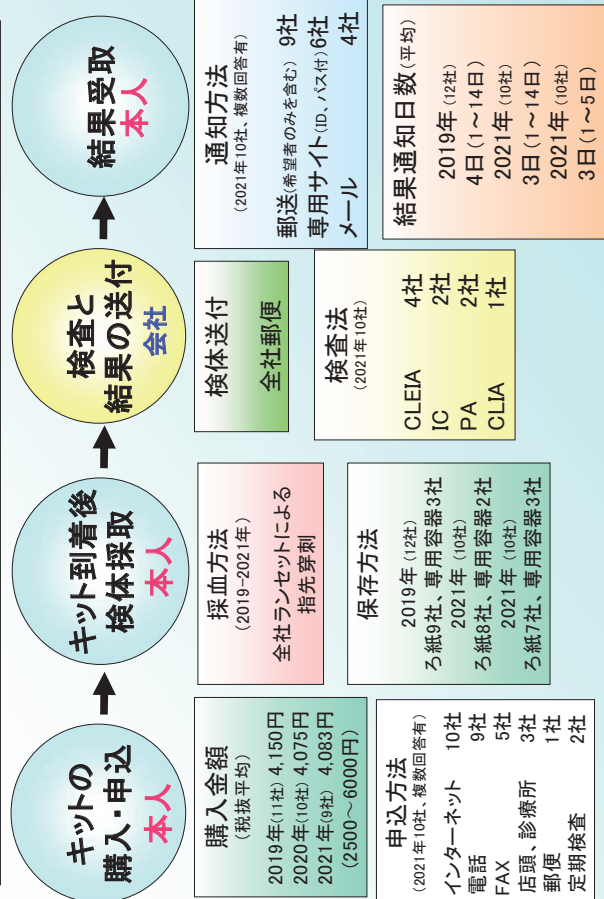 キットの
購入・申込
本人
キット到着後
検体採取
本人
検査と
結果の送付
会社
結果受取
本人
購入金額
(税抜平均)
2019年(11社) 4,150円
2020年(10社) 4,075円
2021年(9社) 4,083円
(2500～6000円)
申込方法
(2021年10社、複数回答有)
インターネット 10社
電話 9社
FAX 5社
店頭、診療所 3社
郵便 1社
定期検査 2社
採血方法
(2019-2021年)
全社ランセットによる
指先穿刺
保存方法
2019年 (12社)
ろ紙9社、専用容器3社
2021年 (10社)
ろ紙8社、専用容器2社
2021年 (10社)
ろ紙7社、専用容器3社
検体送付
全社郵便
検査法
(2021年10社)
CLEIA 4社
IC 2社
PA 2社
CLIA 1社
通知方法
(2021年10社、複数回答有)
郵送(希望者のみを含む) 9社
専用サイト(ID、パス付) 6社
メール 4社
結果通知日数(平均)
2019年 (12社)
4日(1～14日)
2021年 (10社)
3日(1～14日)
2021年 (10社)
3日(1～5日)